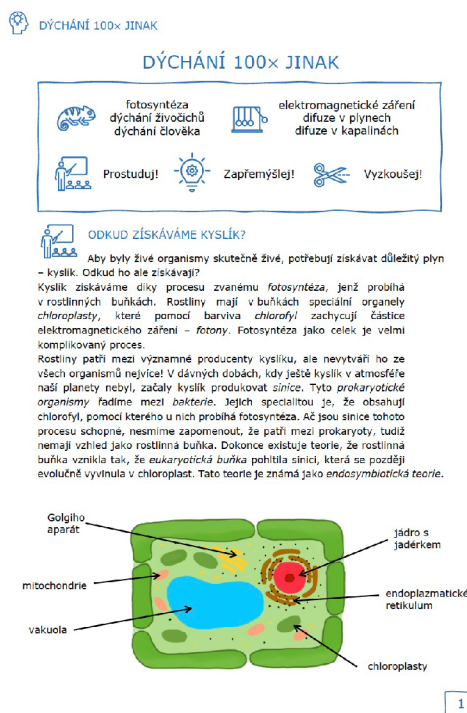 DÝCHÁNÍ 100× JINAK
DÝCHÁNÍ 100× JINAK
fotosyntéza
dýchání živočichů
dýchání člověka
elektromagnetické záření
difuze v plynech
difuze v kapalinách
Prostuduj!
Zapřemýšlej!
Vyzkoušej!
ODKUD ZÍSKÁVÁME KYSLÍK?
Aby byly živé organismy skutečně živé, potřebují získávat důležitý plyn
– kyslík. Odkud ho ale získávají?
Kyslík získáváme díky procesu zvanému fotosyntéza, jenž probíhá
v rostlinných buňkách. Rostliny mají v buňkách speciální organely
chloroplasty, které pomocí barviva chlorofyl zachycují částice
elektromagnetického záření – fotony. Fotosyntéza jako celek je velmi
komplikovaný proces.
Rostliny patří mezi významné producenty kyslíku, ale nevytváří ho ze
všech organismů nejvíce! V dávných dobách, kdy ještě kyslík v atmosféře
naší planety nebyl, začaly kyslík produkovat sinice. Tyto prokaryotické
organismy řadíme mezi bakterie. Jejich specialitou je, že obsahují
chlorofyl, pomocí kterého u nich probíhá fotosyntéza. Ač jsou sinice tohoto
procesu schopné, nesmíme zapomenout, že patří mezi prokaryoty, tudíž
nemají vzhled jako rostlinná buňka. Dokonce existuje teorie, že rostlinná
buňka vznikla tak, že eukaryotická buňka pohltila sinici, která se později
evolučně vyvinula v chloroplast. Tato teorie je známá jako endosymbiotická teorie.
Golgiho
aparát
jádro s
jadérkem
mitochondrie
endoplazmatické
retikulum
vakuola
chloroplasty
1